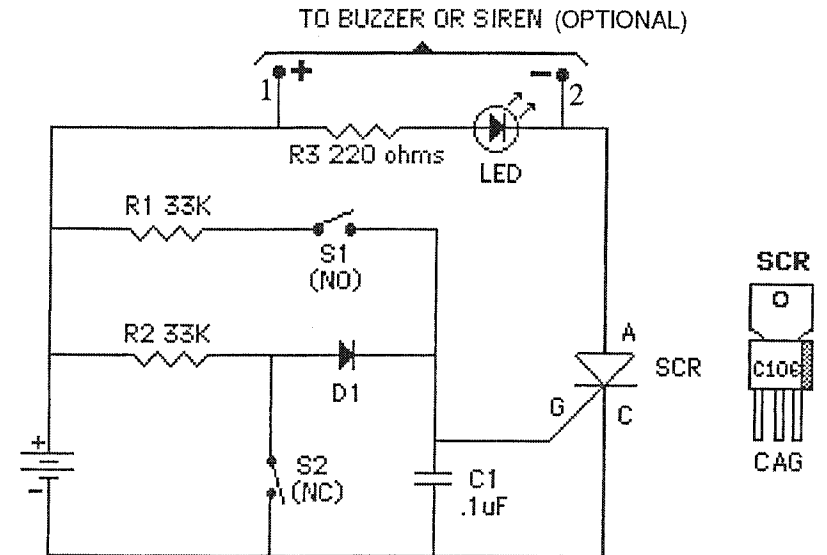 TO BUZZER OR SIREN (OPTIONAL)
+
−
1
2
R3 220 ohms
LED
R1 33K
S1
(NO)
SCR
R2 33K
D1
A
SCR
C106
G
C
+
−
S2
(NC)
C1
.1uF
CAG